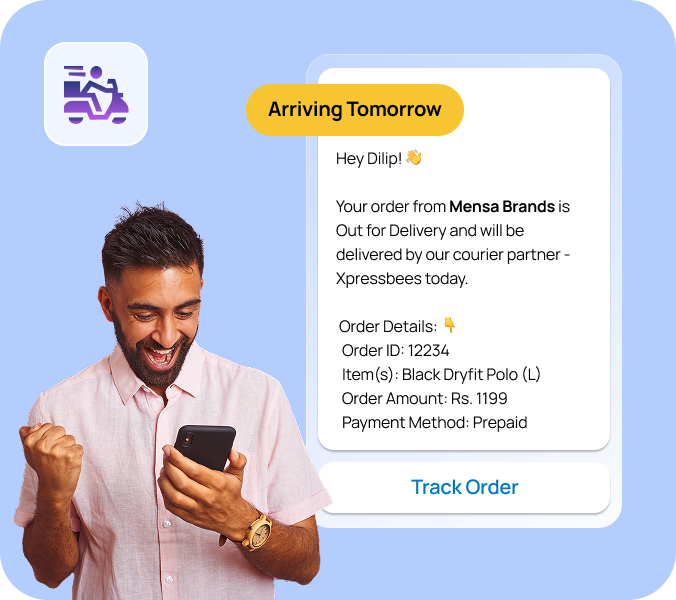 Arriving Tomorrow
Hey Dilip! 👋
Your order from Mensa Brands is
Out for Delivery and will be
delivered by our courier partner -
Xpressbees today.
Order Details: 👇
Order ID: 12234
Item(s): Black Dryfit Polo (L)
Order Amount: Rs. 1199
Payment Method: Prepaid
Track Order